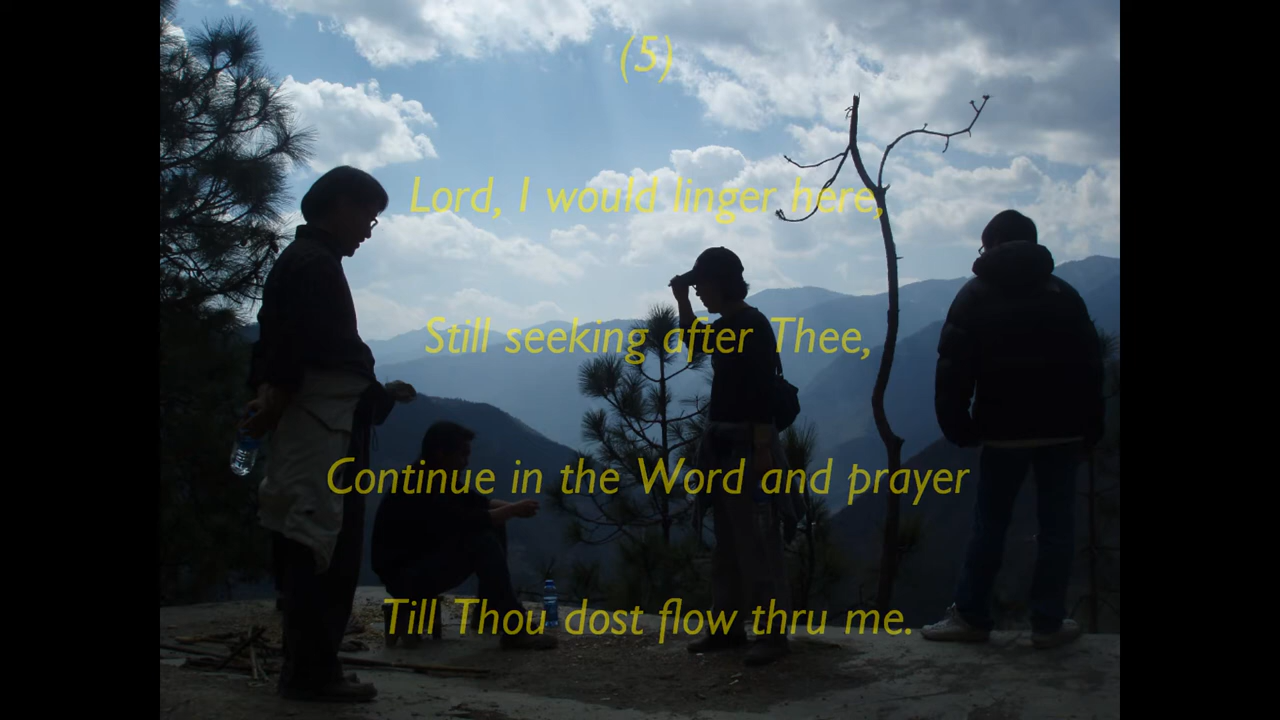 (5)
Lord, I would linger here,
Still seeking after Thee,
Continue in the Word and prayer
Till Thou dost flow thru me.